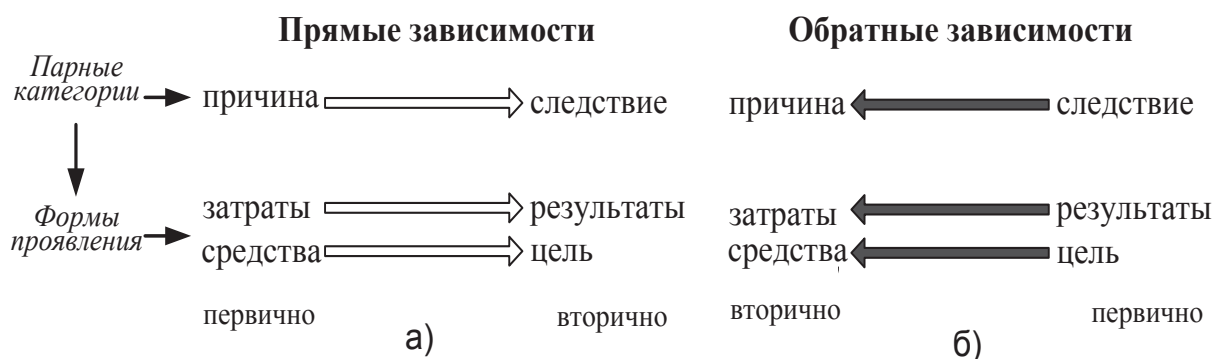 Прямые зависимости
Обратные зависимости
Парные
категории
причина
следствие
причина
следствие
Формы
проявления
затраты
результаты
затраты
результаты
средства
цель
средства
цель
первично
вторично
вторично
первично
а)
б)